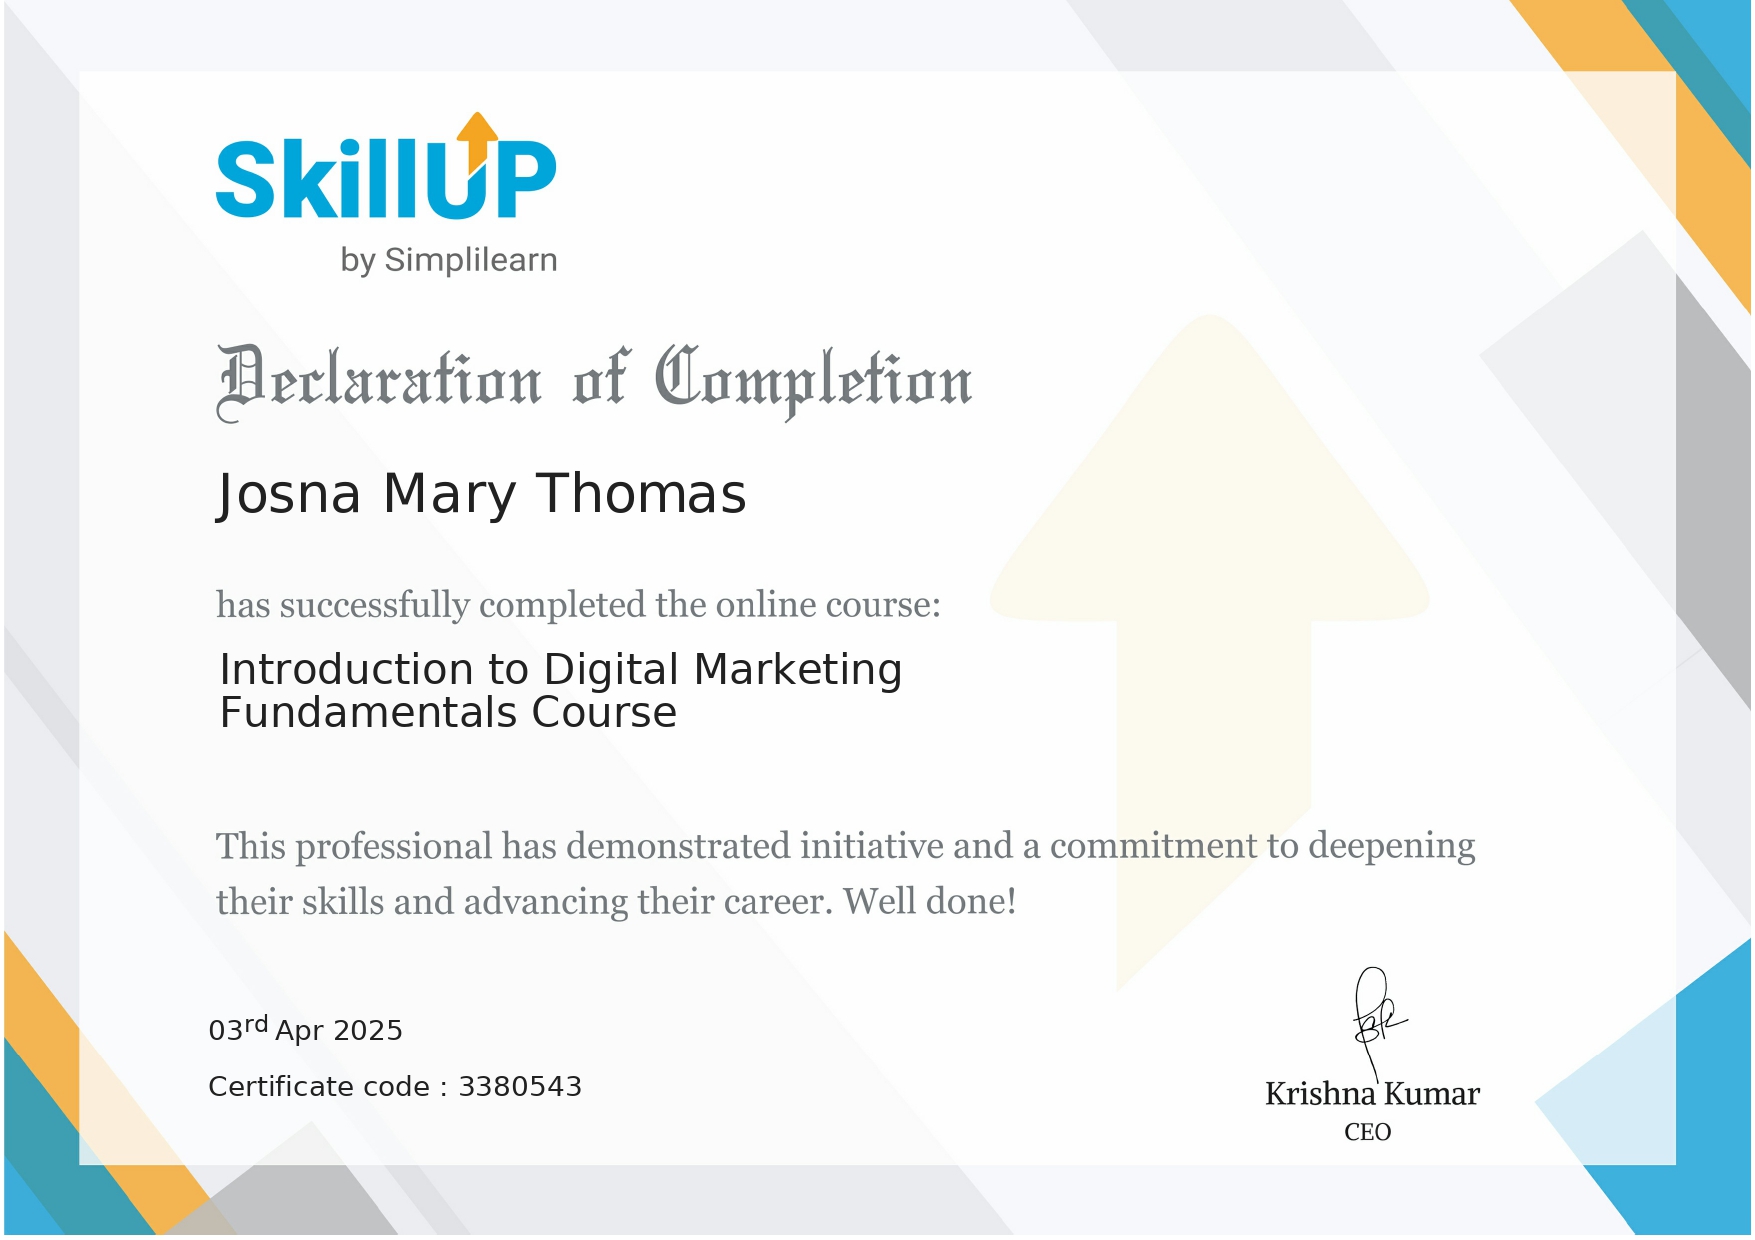 SkillUP
by Simplilearn
Declaration of Completion
Josna Mary Thomas
has successfully completed the online course:
Introduction to Digital Marketing
Fundamentals Course
This professional has demonstrated initiative and a commitment to deepening
their skills and advancing their career. Well done!
03rd Apr 2025
Certificate code : 3380543
Krishna Kumar
CEO